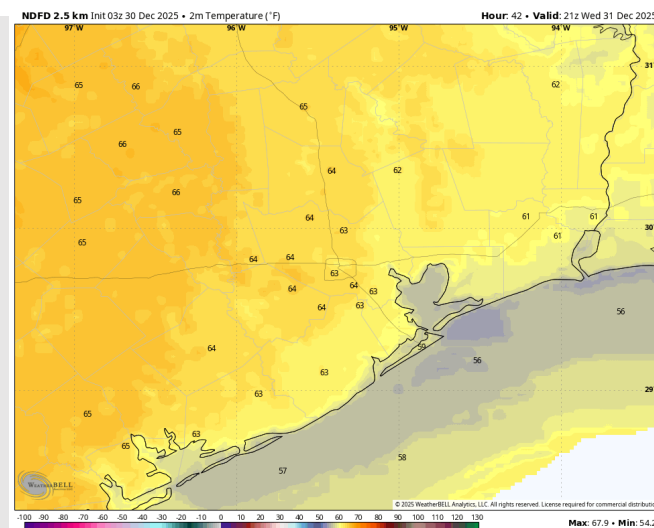 NDFD 2.5 km Init 03z 30 Dec 2025 • 2m Temperature (°F)
Hour: 42 • Valid: 21z Wed 31 Dec 2025
97°W 96°W 95°W 94°W
31°
65 66 62
65
66 65
64 62
65 66
64 61 61
63 61 30
65
64 64
63
64 64 63
64 63
56
59
64 56
63 29
63
65
65 63
58
57
WEATHERBELL
© 2025 WeatherBELL Analytics, LLC. All rights reserved. License required for commercial distribution
-100 -90 -80 -70 -60 -50 -40 -30 -20 -10 0 10 20 30 40 50 60 70 80 90 100 110 120 130
Max: 67.9 • Min: 54.2